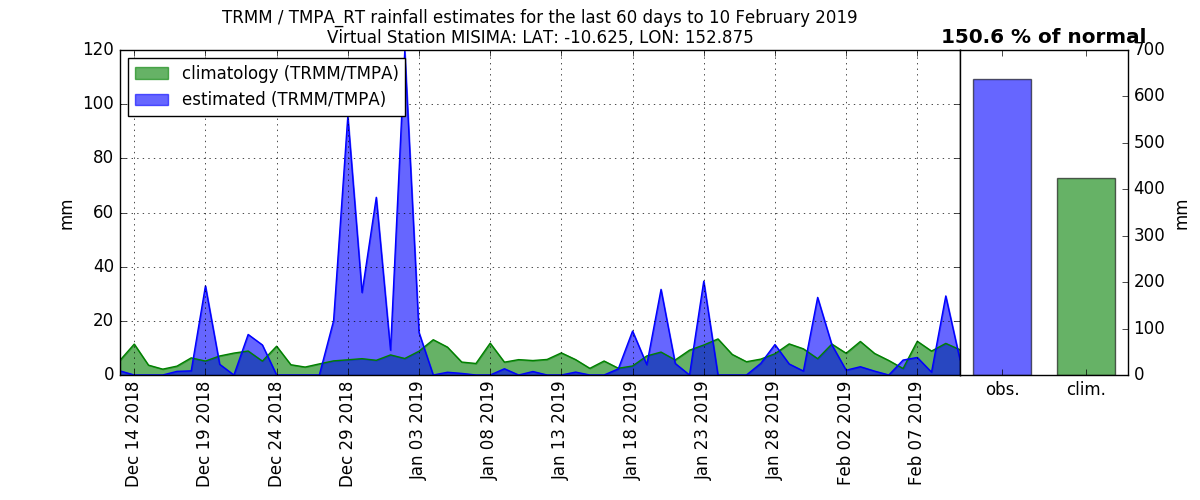 TRMM / TMPA_RT rainfall estimates for the last 60 days to 10 February 2019
Virtual Station MISIMA: LAT: -10.625, LON: 152.875
150.6 % of normal
climatology (TRMM/TMPA)
estimated (TRMM/TMPA)
mm
120
100
80
60
40
20
0
Dec 14 2018
Dec 19 2018
Dec 24 2018
Dec 29 2018
Jan 03 2019
Jan 08 2019
Jan 13 2019
Jan 18 2019
Jan 23 2019
Jan 28 2019
Feb 02 2019
Feb 07 2019
700
600
500
400
300
200
100
0
mm
obs.
clim.